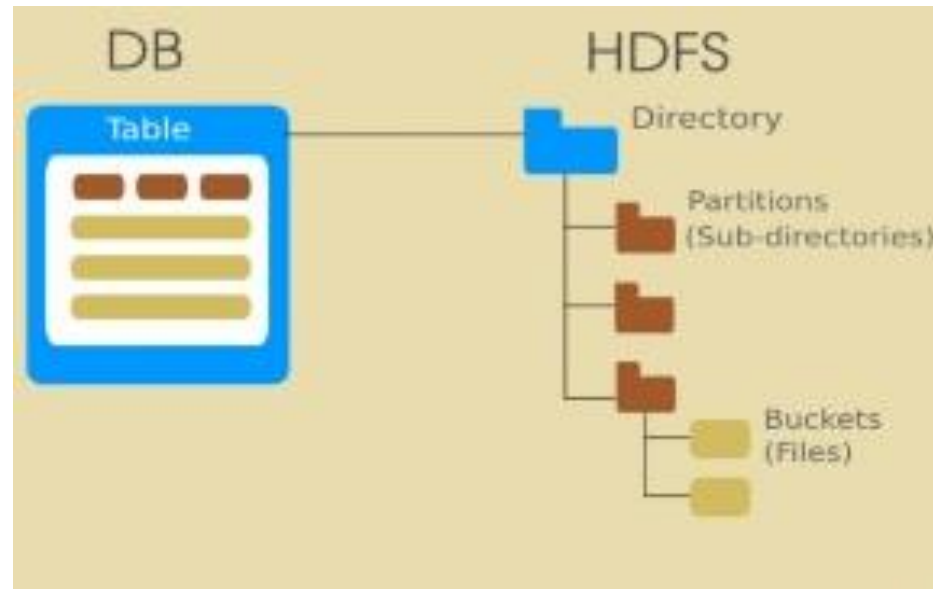 DB
HDFS
Table
Directory
Partitions
(Sub-directories)
Buckets
(Files)